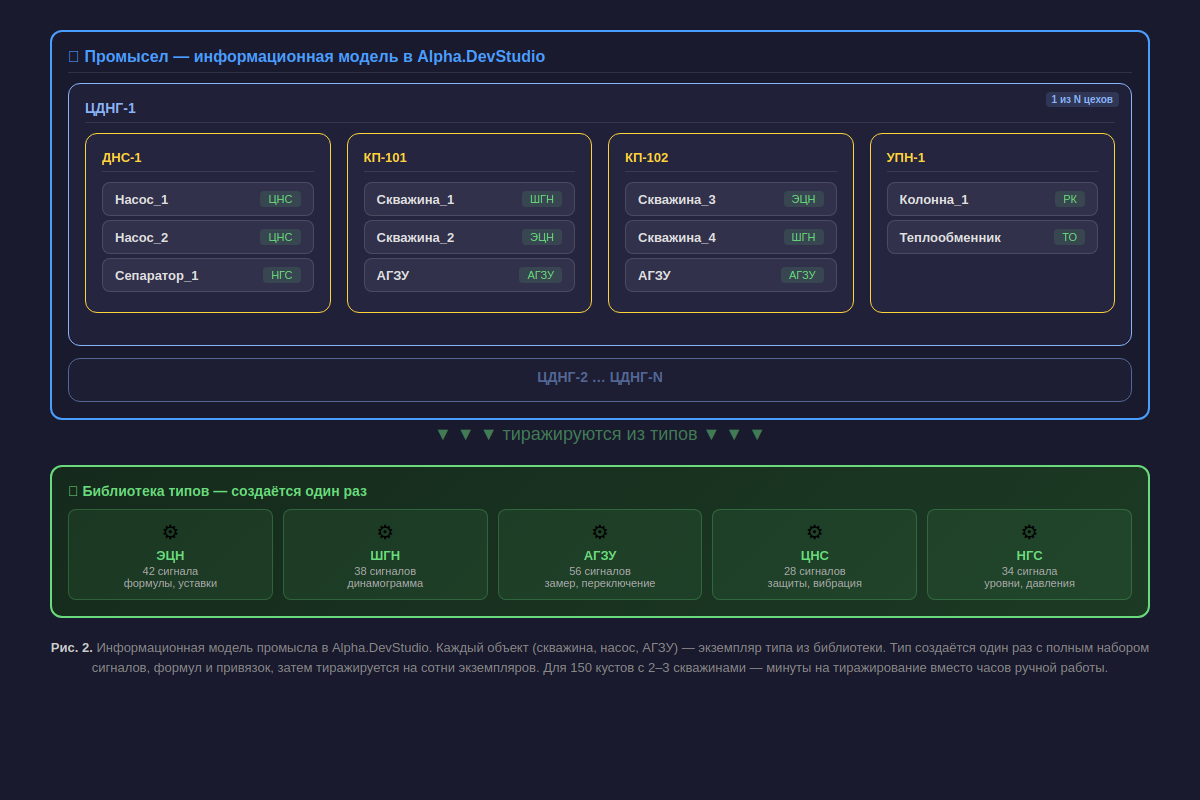 Промысел — информационная модель в Alpha.DevStudio
ЦДНГ-1
1 из N цехов
ДНС-1
Насос_1 ЦНС
Насос_2 ЦНС
Сепаратор_1 НГС
КП-101
Скважина_1 ШГН
Скважина_2 ЭЦН
АГЗУ АГЗУ
КП-102
Скважина_3 ЭЦН
Скважина_4 ШГН
АГЗУ АГЗУ
УПН-1
Колонна_1 РК
Теплообменник ТО
ЦДНГ-2 ... ЦДНГ-N
▼ ▼ ▼ тиражируются из типов ▼ ▼ ▼
Библиотека типов — создаётся один раз
ЭЦН
42 сигнала
формулы, уставки
ШГН
38 сигналов
динамограмма
АГЗУ
56 сигналов
замер, переключение
ЦНС
28 сигналов
защиты, вибрация
НГС
34 сигнала
уровни, давления
Рис. 2. Информационная модель промысла в Alpha.DevStudio. Каждый объект (скважина, насос, АГЗУ) — экземпляр типа из библиотеки. Тип создаётся один раз с полным набором
сигналов, формул и привязок, затем тиражируется на сотни экземпляров. Для 150 кустов с 2–3 скважинами — минуты на тиражирование вместо часов ручной работы.